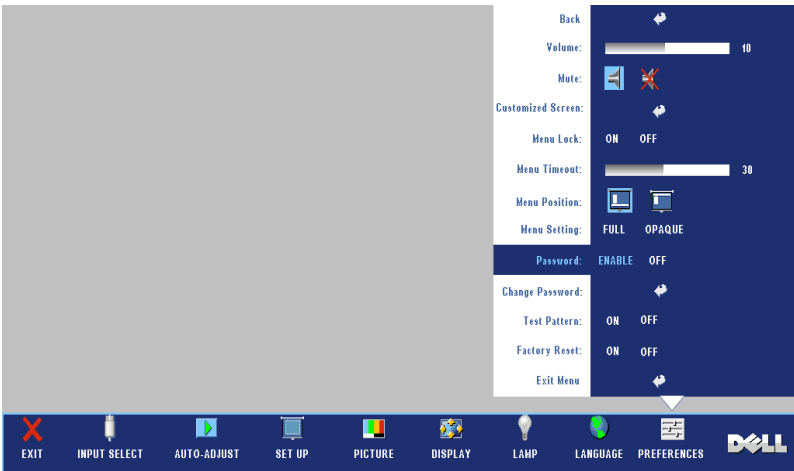 Back
Volume: 10
Mute:
Customized Screen:
Menu Lock: ON OFF
Menu Timeout: 30
Menu Position:
Menu Setting: FULL OPAQUE
Password: ENABLE OFF
Change Password:
Test Pattern: ON OFF
Factory Reset: ON OFF
Exit Menu
EXIT INPUT SELECT AUTO-ADJUST SET UP PICTURE DISPLAY LAMP LANGUAGE PREFERENCES DELL